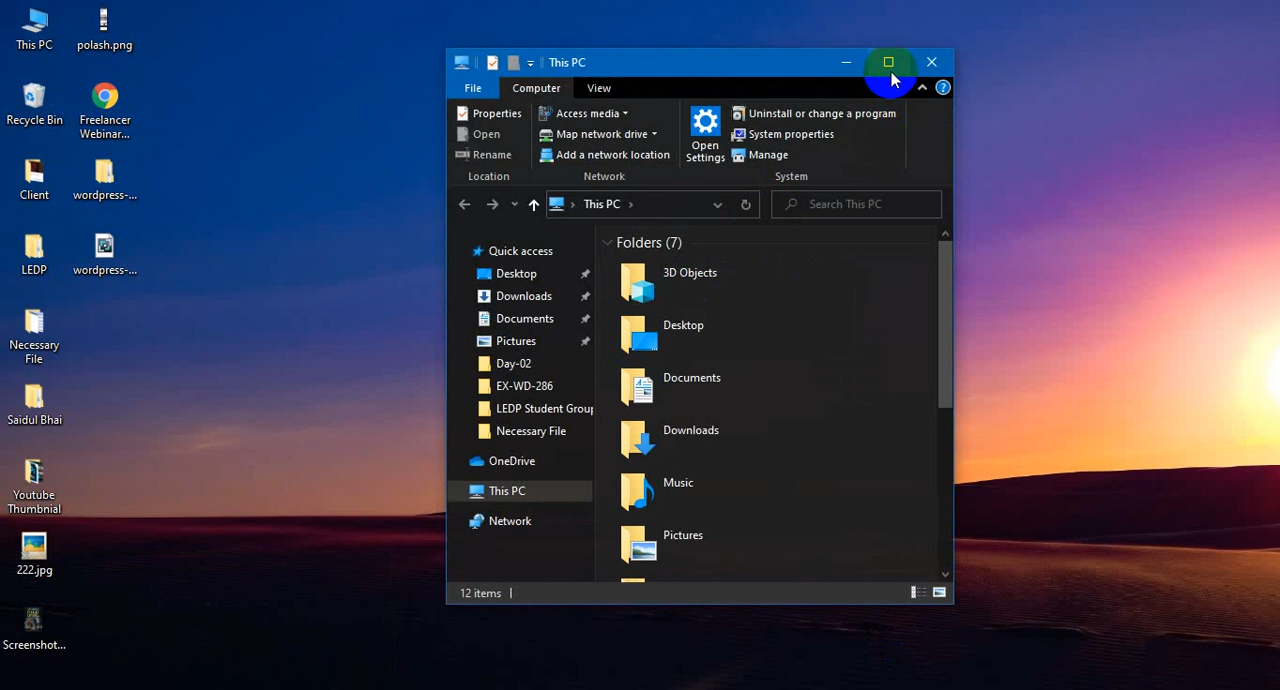 This PC
polash.png
Recycle Bin
Freelancer
Webinar...
Client
wordpress-...
LEDP
wordpress-...
Necessary
File
Saidul Bhai
Youtube
Thumbnial
222.jpg
Screenshot...
This PC
File
Computer
View
Properties
Open
Rename
Location
Access media
Map network drive
Add a network location
Network
Open
Settings
Uninstall or change a program
System properties
Manage
System
This PC
Search This PC
Quick access
Desktop
Downloads
Documents
Pictures
Day-02
EX-WD-286
LEDP Student Group
Necessary File
OneDrive
This PC
Network
Folders (7)
3D Objects
Desktop
Documents
Downloads
Music
Pictures
12 items